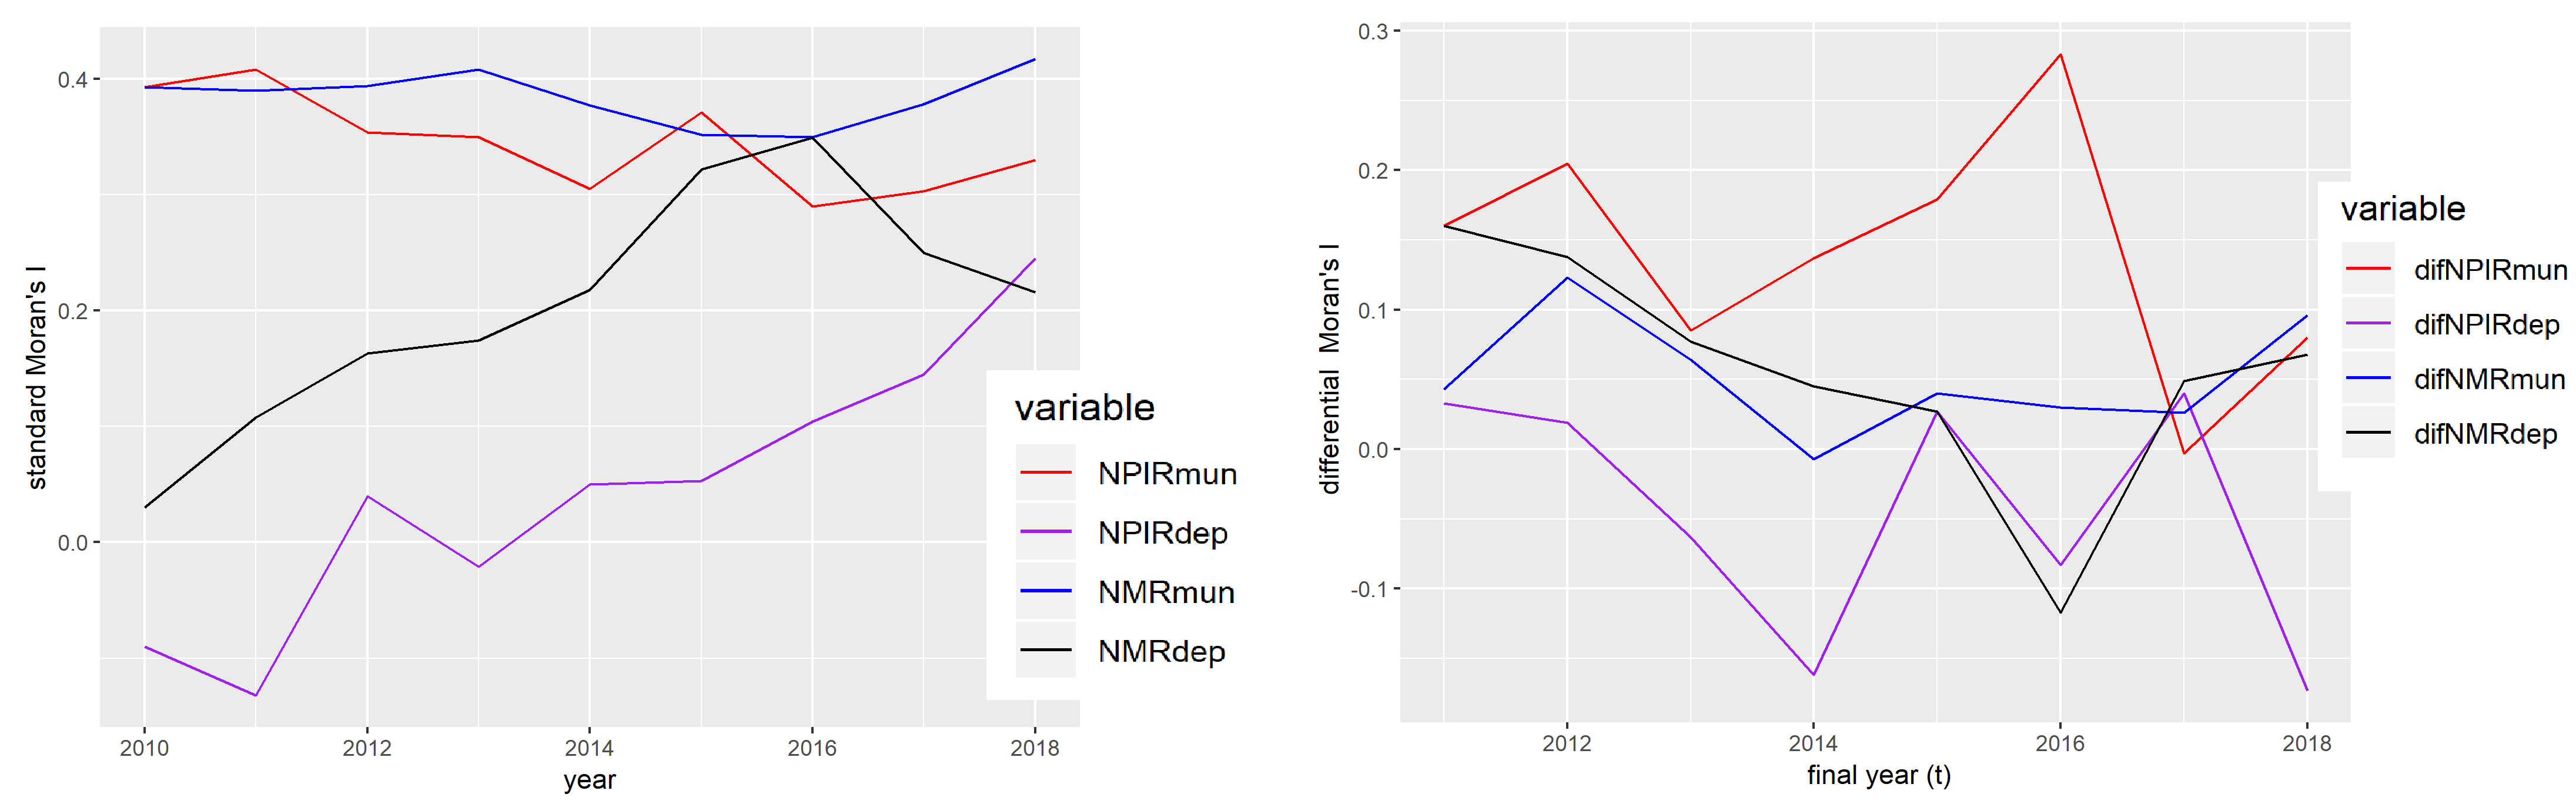 standard Moran's I
0.4
0.2
0.0
2010 2012 2014 2016 2018
year
variable
NPIRmun
NPIRdep
NMRmun
NMRdep
differential Moran's I
0.3
0.2
0.1
0.0
-0.1
2012 2014 2016 2018
final year (t)
variable
difNPIRmun
difNPIRdep
difNMRmun
difNMRdep